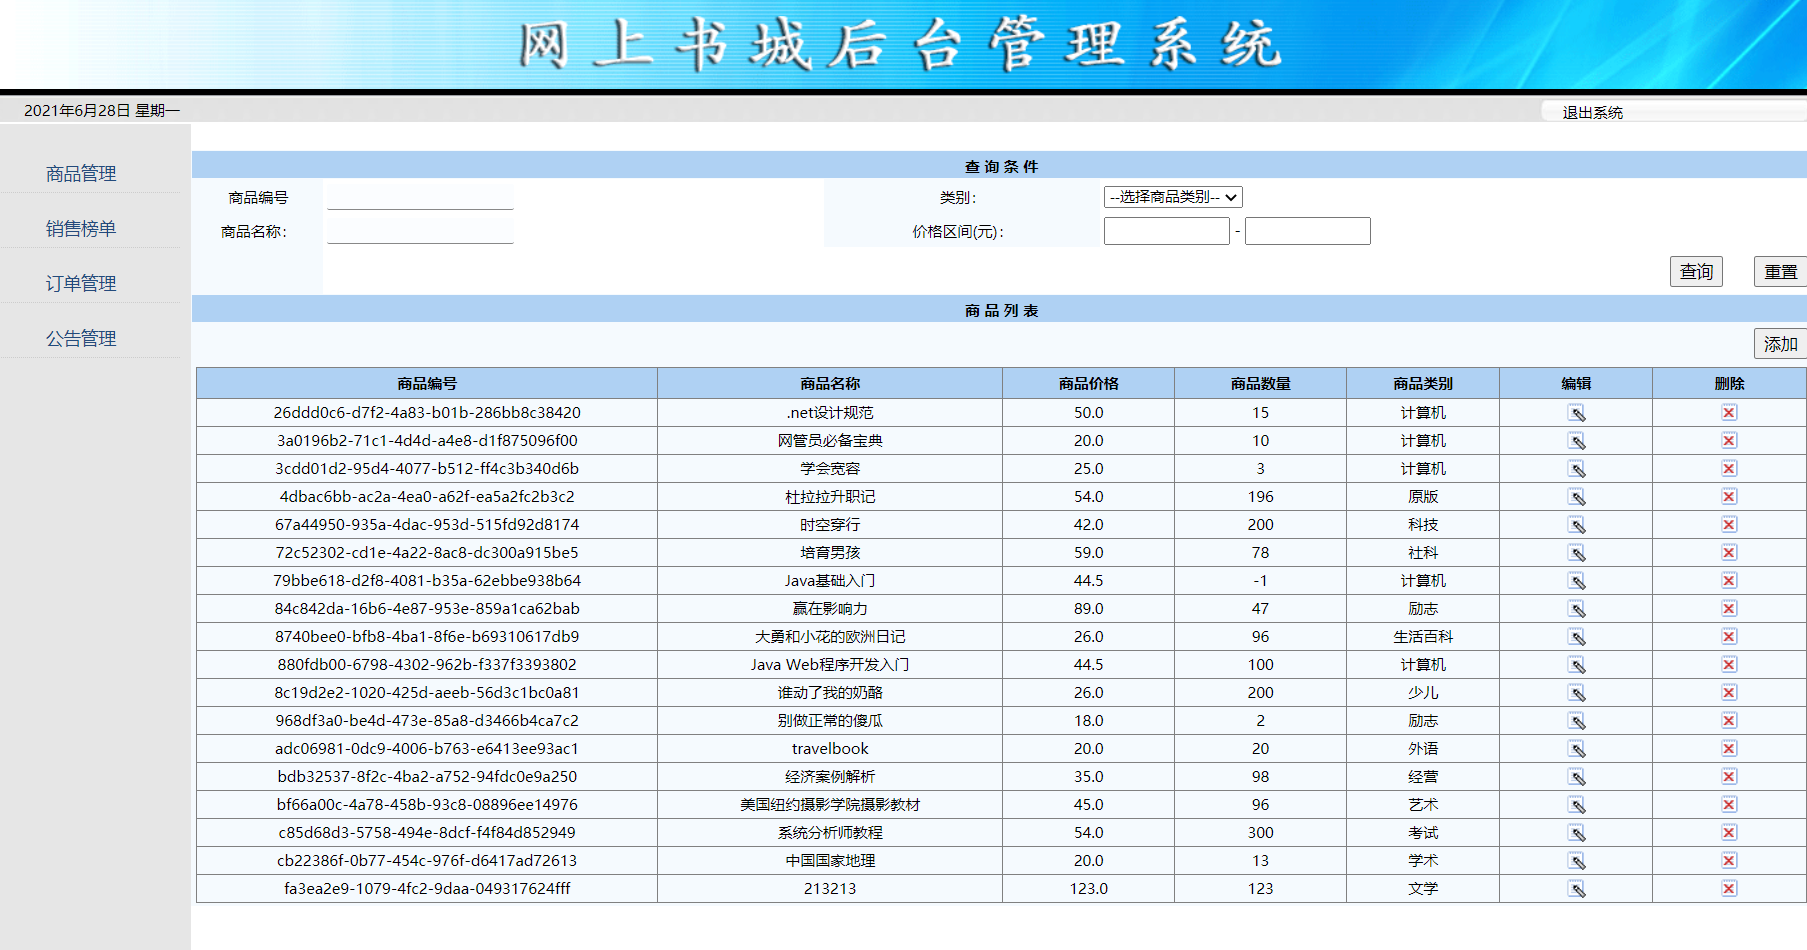 网上书城后台管理系统
2021年6月28日 星期一
退出系统
商品管理
销售榜单
订单管理
公告管理
查 询 条 件
商品编号 类别： --选择商品类别--
商品名称： 价格区间(元)： -
查询 重置
商 品 列 表
添加
商品编号 商品名称 商品价格 商品数量 商品类别 编辑 删除
26ddd0c6-d7f2-4a83-b01b-286bb8c38420 .net设计规范 50.0 15 计算机
3a0196b2-71c1-4d4d-a4e8-d1f875096f00 网管员必备宝典 20.0 10 计算机
3cdd01d2-95d4-4077-b512-ff4c3b340d6b 学会宽容 25.0 3 计算机
4dbac6bb-ac2a-4ea0-a62f-ea5a2fc2b3c2 杜拉拉升职记 54.0 196 原版
67a44950-935a-4dac-953d-515fd92d8174 时空穿行 42.0 200 科技
72c52302-cd1e-4a22-8ac8-dc300a915be5 培育男孩 59.0 78 社科
79bbe618-d2f8-4081-b35a-62ebbe938b64 Java基础入门 44.5 -1 计算机
84c842da-16b6-4e87-953e-859a1ca62bab 赢在影响力 89.0 47 励志
8740bee0-bfb8-4ba1-8f6e-b69310617db9 大勇和小花的欧洲日记 26.0 96 生活百科
880fdb00-6798-4302-962b-f337f3393802 Java Web程序开发入门 44.5 100 计算机
8c19d2e2-1020-425d-aeeb-56d3c1bc0a81 谁动了我的奶酪 26.0 200 少儿
968df3a0-be4d-473e-85a8-d3466b4ca7c2 别做正常的傻瓜 18.0 2 励志
adc06981-0dc9-4006-b763-e6413ee93ac1 travelbook 20.0 20 外语
bdb32537-8f2c-4ba2-a752-94fdc0e9a250 经济案例解析 35.0 98 经营
bf66a00c-4a78-458b-93c8-08896ee14976 美国纽约摄影学院摄影教材 45.0 96 艺术
c85d68d3-5758-494e-8dcf-f4f84d852949 系统分析师教程 54.0 300 考试
cb22386f-0b77-454c-976f-d6417ad72613 中国国家地理 20.0 13 学术
fa3ea2e9-1079-4fc2-9daa-049317624fff 213213 123.0 123 文学